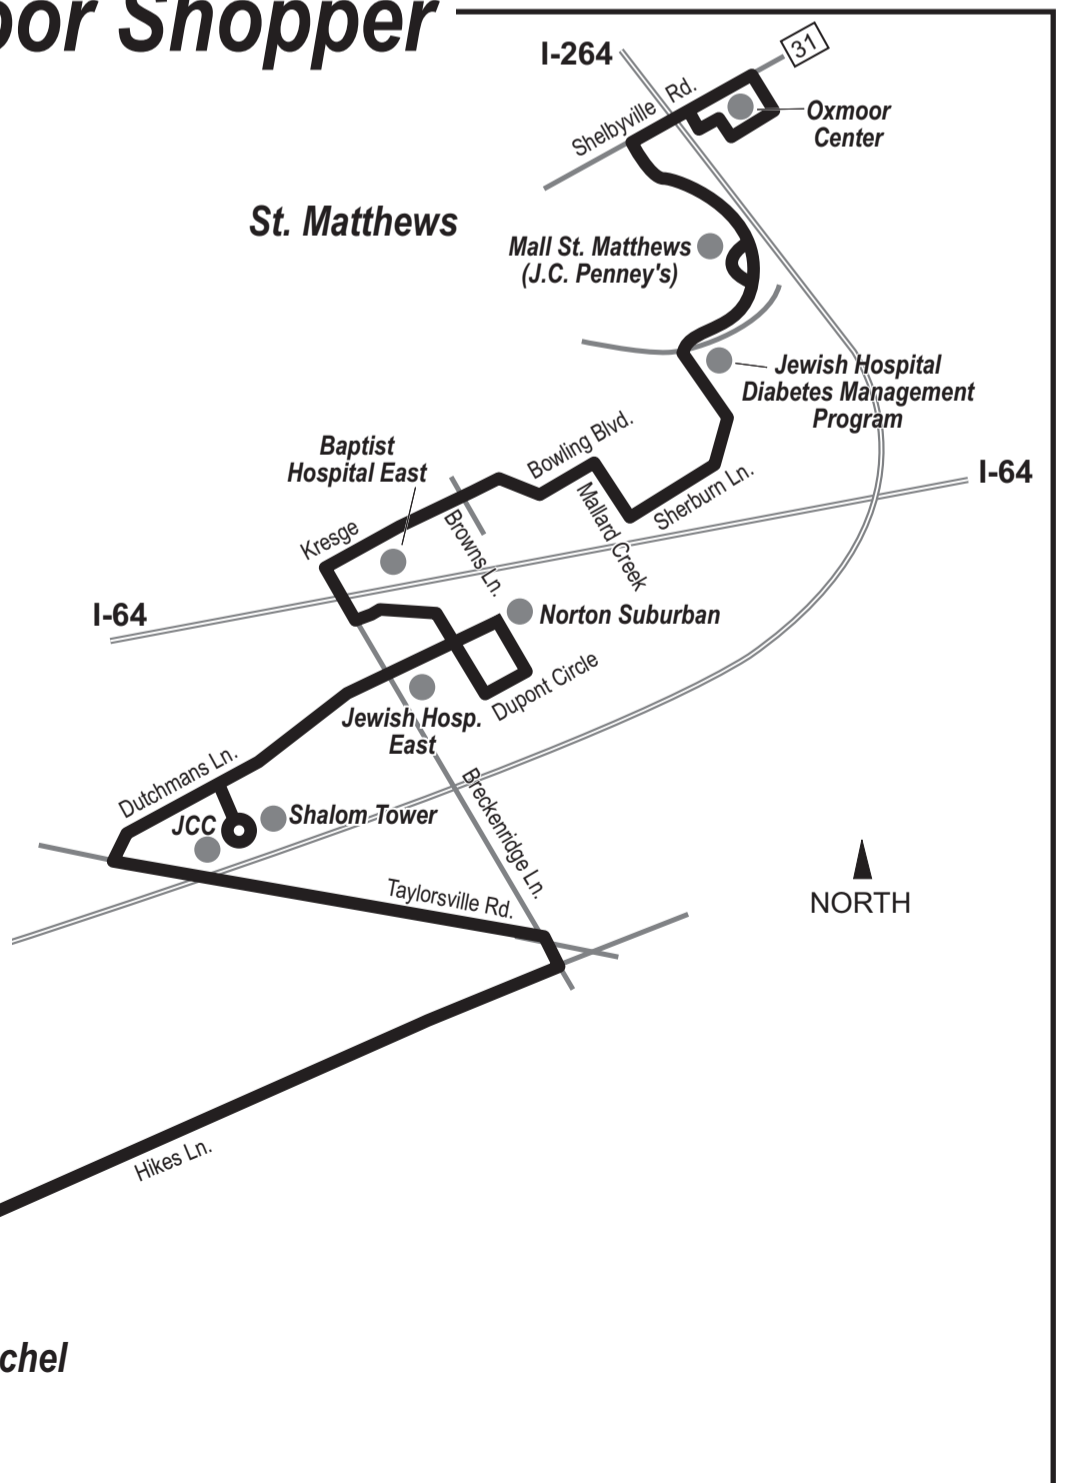 oor Shopper
I-264
31
Shelbyville Rd.
Oxmoor
Center
St. Matthews
Mall St. Matthews
(J.C. Penney's)
Jewish Hospital
Diabetes Management
Program
Baptist
Hospital East
Bowling Blvd.
I-64
Sherburn Ln.
Mallard Creek
Kresge
Browns Ln.
I-64
Norton Suburban
Dupont Circle
Jewish Hosp.
East
Dutchmans Ln.
JCC
Shalom Tower
Breckenridge Ln.
Taylorsville Rd.
NORTH
Hikes Ln.
chel